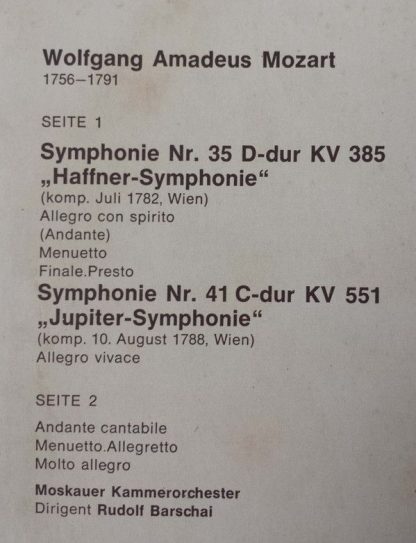 Wolfgang Amadeus Mozart
1756–1791
SEITE 1
Symphonie Nr. 35 D-dur KV 385
„Haffner-Symphonie“
(komp. Juli 1782, Wien)
Allegro con spirito
(Andante)
Menuetto
Finale.Presto
Symphonie Nr. 41 C-dur KV 551
„Jupiter-Symphonie“
(komp. 10. August 1788, Wien)
Allegro vivace
SEITE 2
Andante cantabile
Menuetto.Allegretto
Molto allegro
Moskauer Kammerorchester
Dirigent Rudolf Barschai